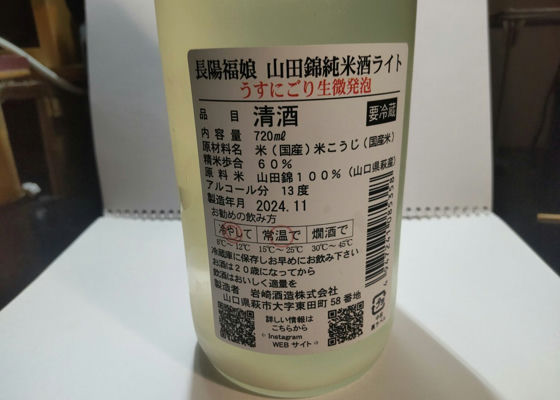 長陽福娘 山田錦純米酒ライト
うすにごり生微発泡
品目 清酒 要冷蔵
内容量 720mℓ
原材料名 米（国産）米こうじ（国産米）
精米歩合 60％
原料米 山田錦100％（山口県萩産）
アルコール分 13度
製造年月 2024.11
お勧めの飲み方
冷やして 常温で 燗酒で
8℃～12℃ 15℃～25℃ 30℃～45℃
冷蔵庫に保存しお早めにお飲み下さい
お酒は20歳になってから
飲酒はおいしく適量を
製造者 岩崎酒造株式会社
山口県萩市大字東田町58番地
詳しい情報は
こちらから
Instagram
WEBサイト